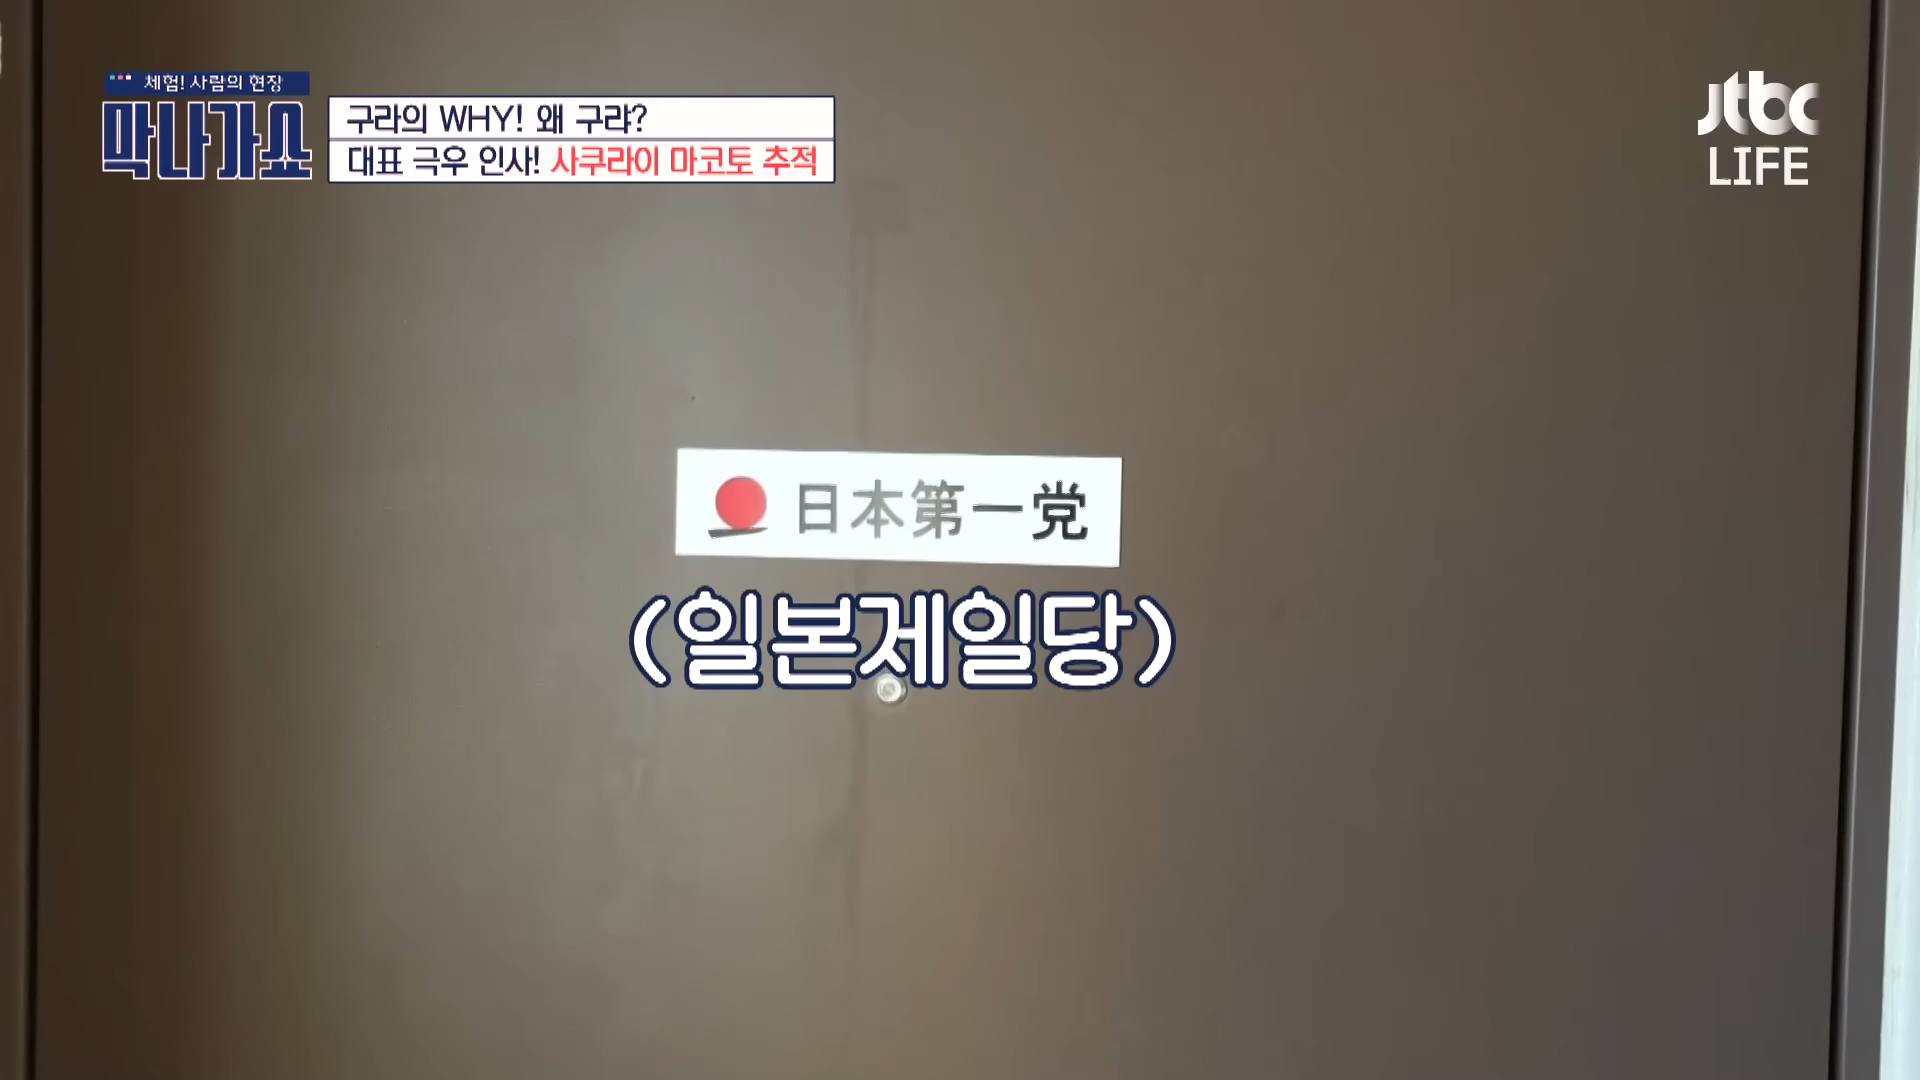 체험! 사람의 현장
막나가쇼
구라의 WHY! 왜 구랴?
대표 극우 인사! 사쿠라이 마코토 추적
jtbc
LIFE
日本第一党
(일본제일당)